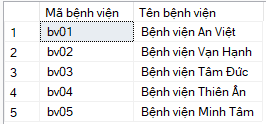 Mã bệnh viện Tên bệnh viện
1 bv01 Bệnh viện An Việt
2 bv02 Bệnh viện Vạn Hạnh
3 bv03 Bệnh viện Tâm Đức
4 bv04 Bệnh viện Thiên Ân
5 bv05 Bệnh viện Minh Tâm